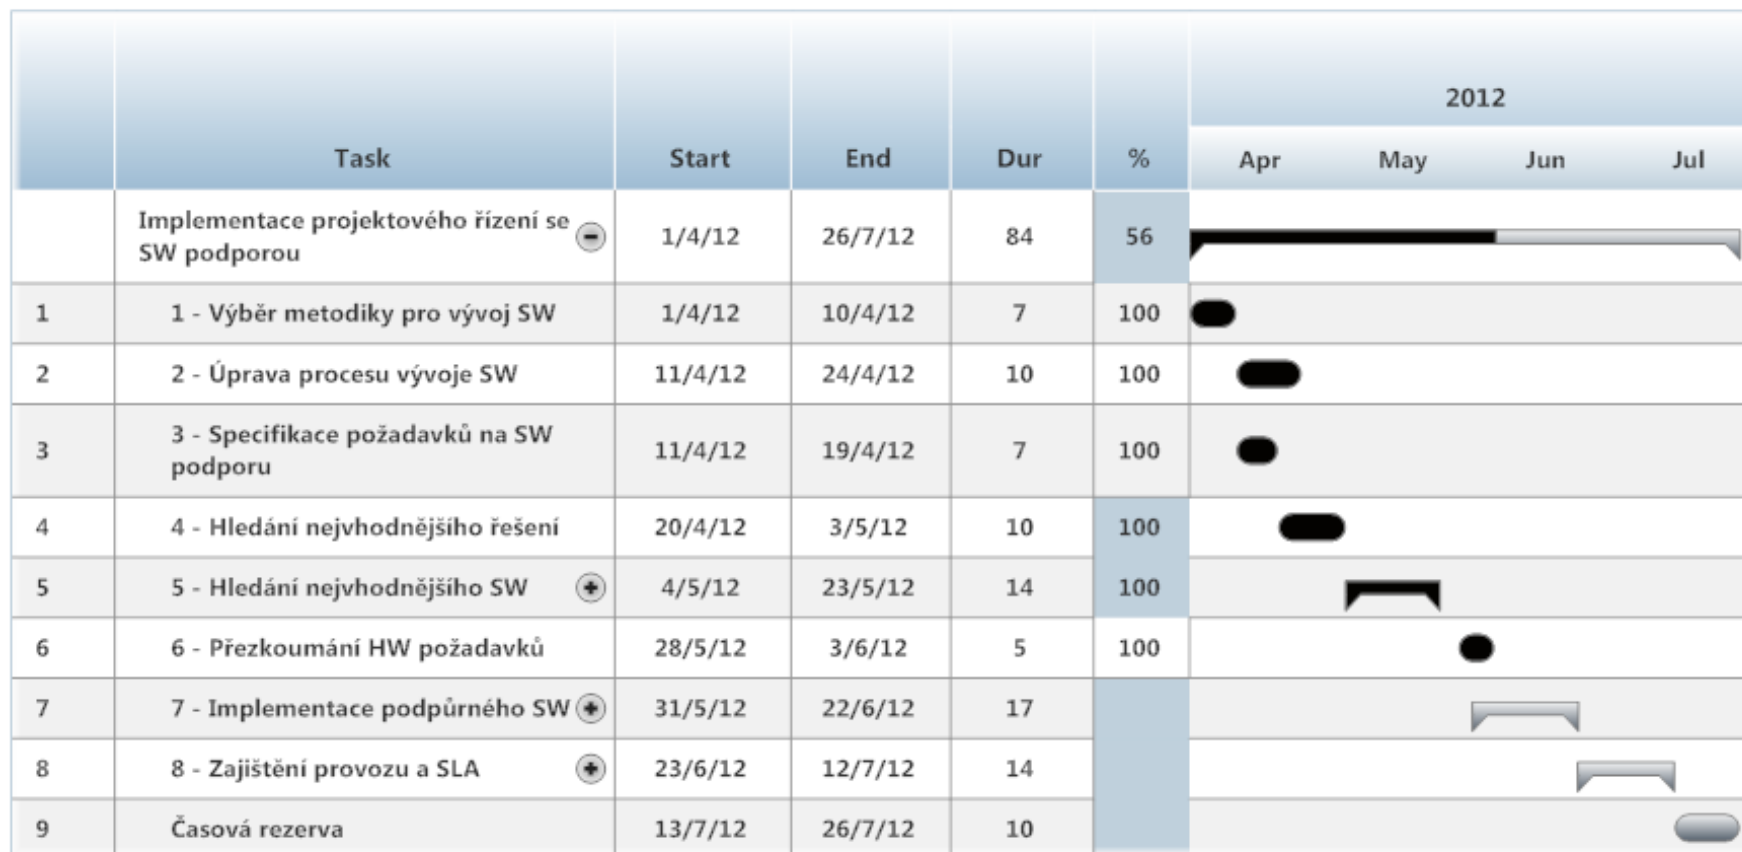 2012
Task Start End Dur % Apr May Jun Jul
Implementace projektového řízení se
SW podporou 1/4/12 26/7/12 84 56
1 1 - Výběr metodiky pro vývoj SW 1/4/12 10/4/12 7 100
2 2 - Úprava procesu vývoje SW 11/4/12 24/4/12 10 100
3 3 - Specifikace požadavků na SW
podporu 11/4/12 19/4/12 7 100
4 4 - Hledání nejvhodnějšího řešení 20/4/12 3/5/12 10 100
5 5 - Hledání nejvhodnějšího SW 4/5/12 23/5/12 14 100
6 6 - Přezkoumání HW požadavků 28/5/12 3/6/12 5 100
7 7 - Implementace podpůrného SW 31/5/12 22/6/12 17
8 8 - Zajištění provozu a SLA 23/6/12 12/7/12 14
9 Časová rezerva 13/7/12 26/7/12 10